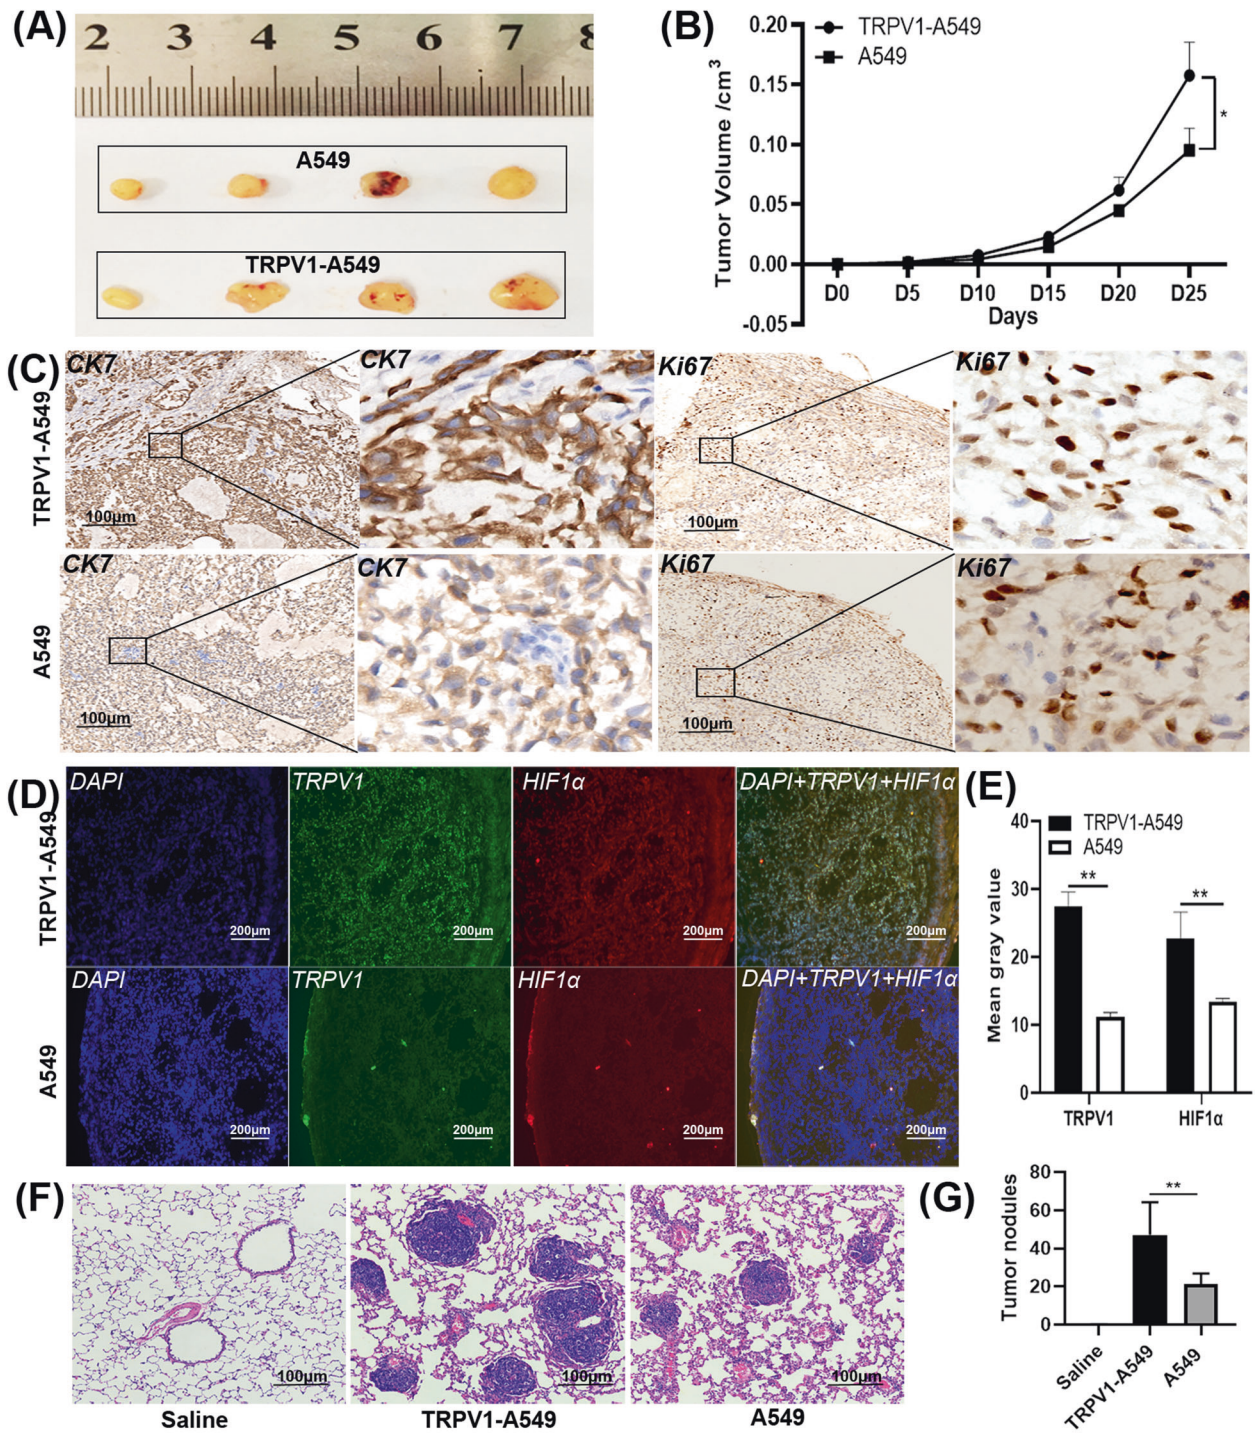 (A)
2 3 4 5 6 7 8
A549
TRPV1-A549
(B)
TRPV1-A549
A549
Tumor Volume /cm³
0.20
0.15
0.10
0.05
0.00
-0.05
*
D0 D5 D10 D15 D20 D25
Days
(C)
TRPV1-A549
CK7
100μm
CK7
Ki67
100μm
Ki67
A549
CK7
100μm
CK7
Ki67
100μm
Ki67
(D)
TRPV1-A549
DAPI
200μm
TRPV1
200μm
HIF1α
200μm
DAPI+TRPV1+HIF1α
200μm
A549
DAPI
200μm
TRPV1
200μm
HIF1α
200μm
DAPI+TRPV1+HIF1α
200μm
(E)
TRPV1-A549
A549
Mean gray value
40
30
20
10
0
**
**
TRPV1 HIF1α
(F)
100μm
100μm
100μm
Saline TRPV1-A549 A549
(G)
Tumor nodules
80
60
40
20
0
**
Saline
TRPV1-A549
A549